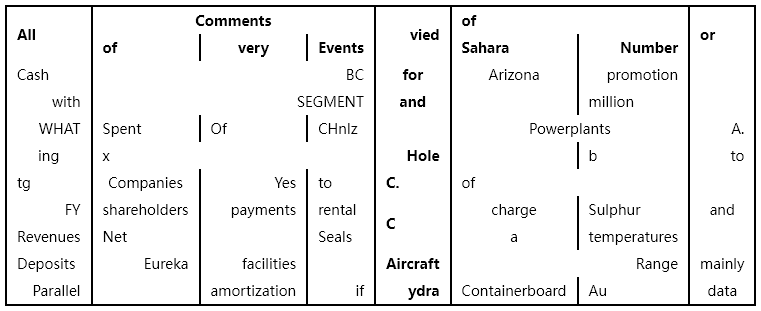 All Comments vied of or
of very Events Sahara Number
Cash BC for Arizona promotion
with SEGMENT and million
WHAT Spent Of CHnlz Powerplants A.
ing x Hole b to
tg Companies Yes to C. of
FY shareholders payments rental C charge Sulphur and
Revenues Net Seals a temperatures
Deposits Eureka facilities Aircraft Range mainly
Parallel amortization if ydra Containerboard Au data